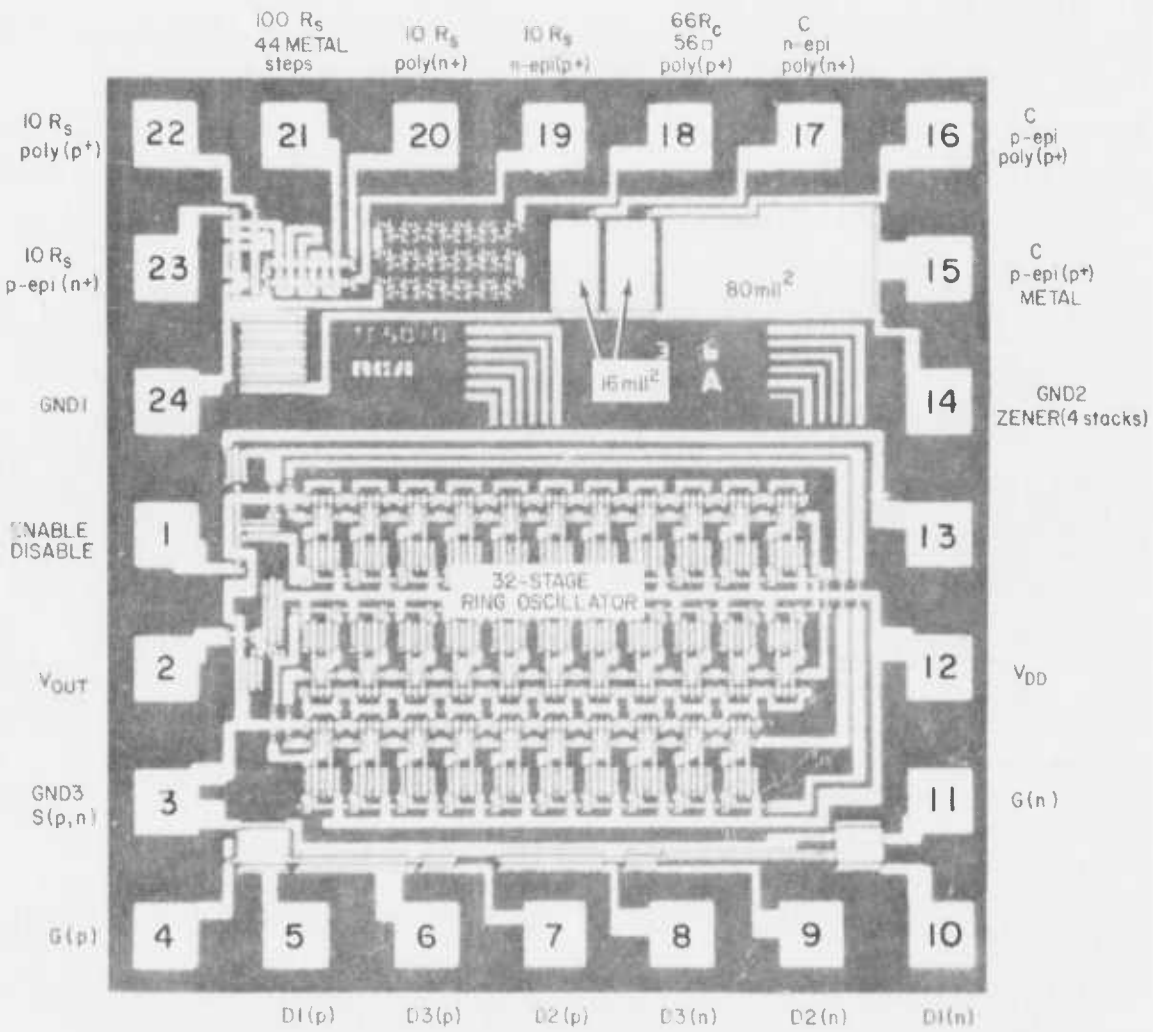 100 Rs
44 METAL
steps
10 Rs
poly(n+)
10 Rs
n-epi(p+)
66Rc
56□
poly(p+)
C
n-epi
poly(n+)
10 Rs
poly(p+)
22
21
20
19
18
17
16
C
p-epi
poly(p+)
10 Rs
p-epi(n+)
23
80mil²
15
C
p-epi(p+)
METAL
RCA
16mil²
3
6
A
GND1
24
14
GND2
ZENER(4 stacks)
ENABLE
DISABLE
1
13
32-STAGE
RING OSCILLATOR
VOUT
2
12
VDD
GND3
S(p,n)
3
11
G(n)
G(p)
4
5
6
7
8
9
10
D1(p)
D3(p)
D2(p)
D3(n)
D2(n)
D1(n)